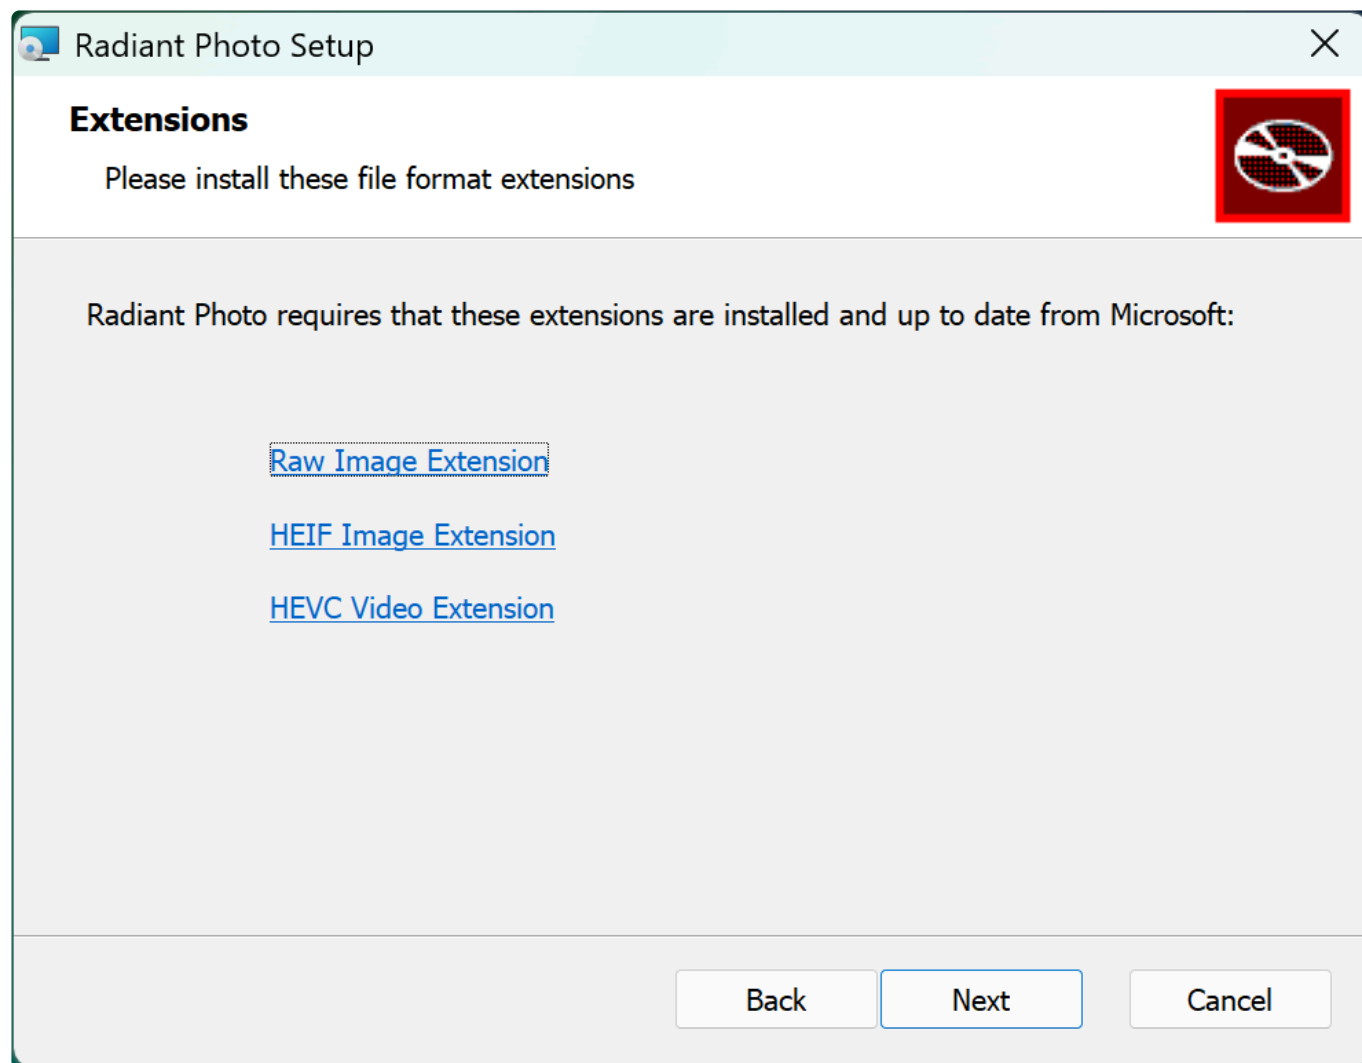 Radiant Photo Setup
Extensions
Please install these file format extensions
Radiant Photo requires that these extensions are installed and up to date from Microsoft:
Raw Image Extension
HEIF Image Extension
HEVC Video Extension
Back
Next
Cancel